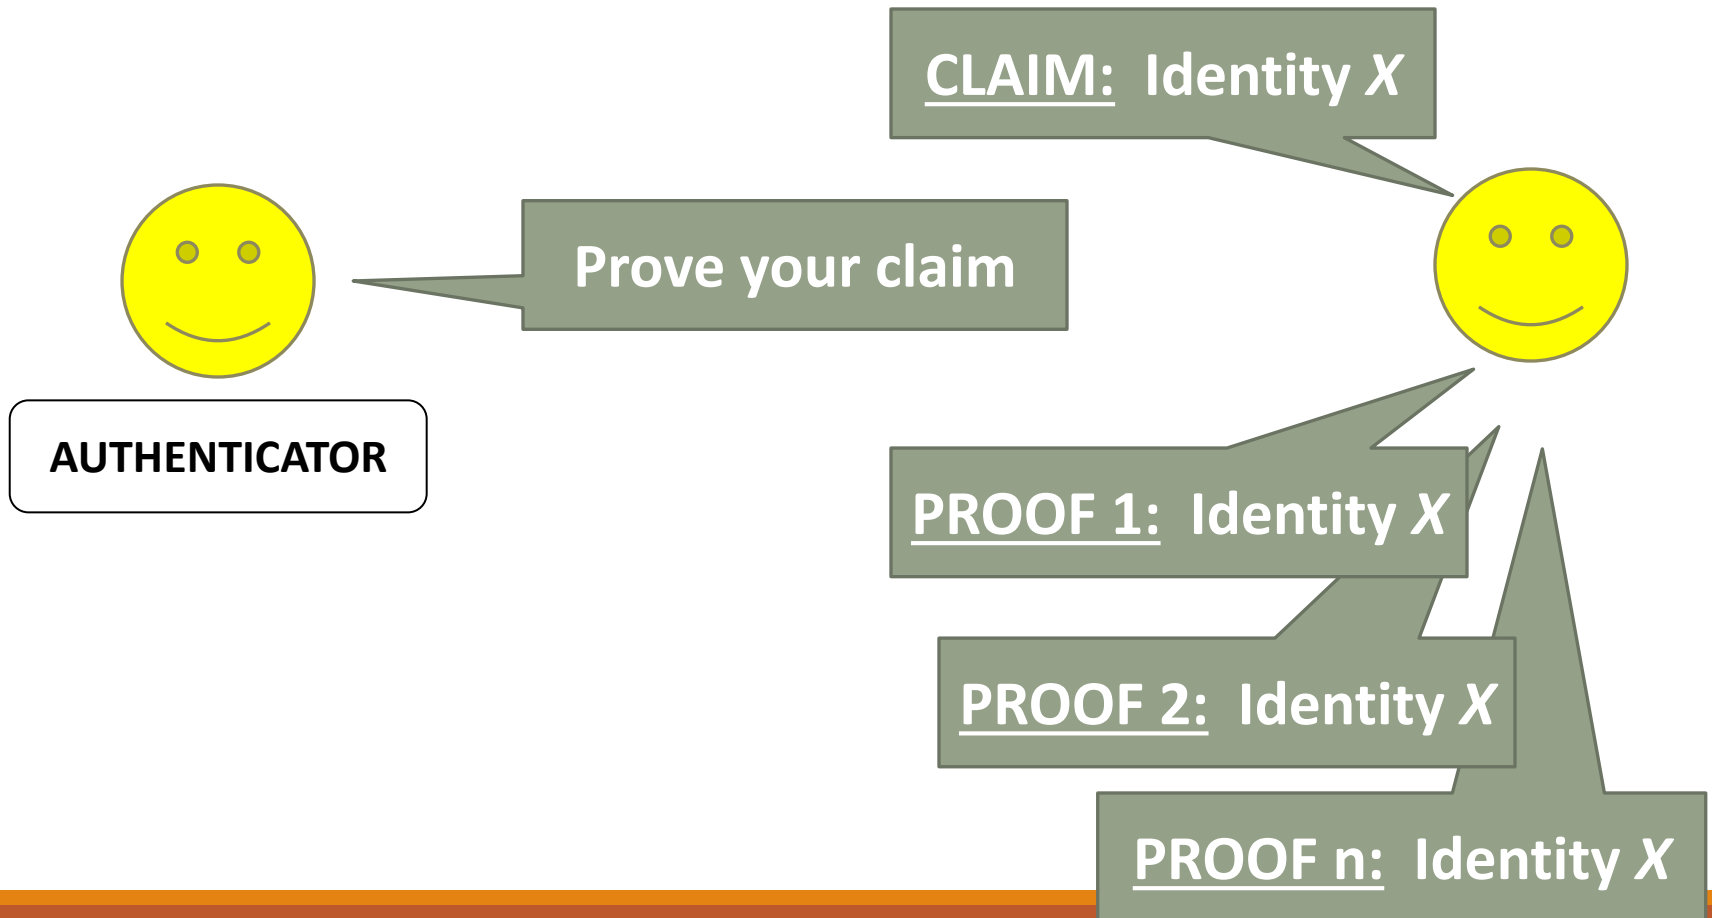 CLAIM: Identity X
Prove your claim
AUTHENTICATOR
PROOF 1: Identity X
PROOF 2: Identity X
PROOF n: Identity X